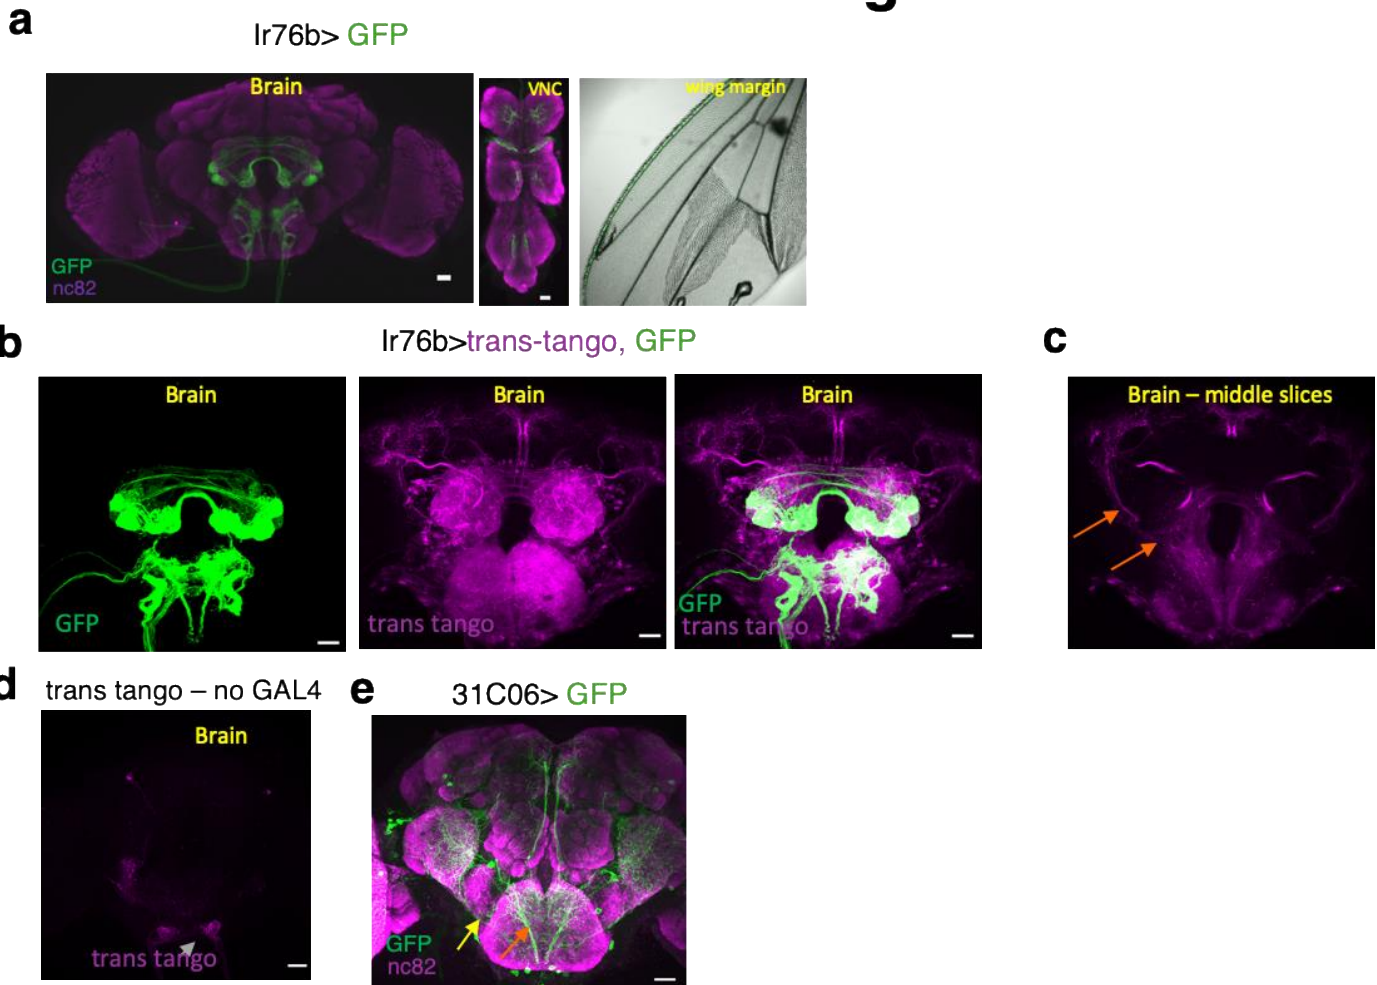 a
g
Ir76b> GFP
Brain
VNC
wing margin
GFP
nc82
b
Ir76b>trans-tango, GFP
c
Brain
Brain
Brain
Brain – middle slices
GFP
trans tango
GFP
trans tango
d
trans tango – no GAL4
e
31C06> GFP
Brain
trans tango
GFP
nc82